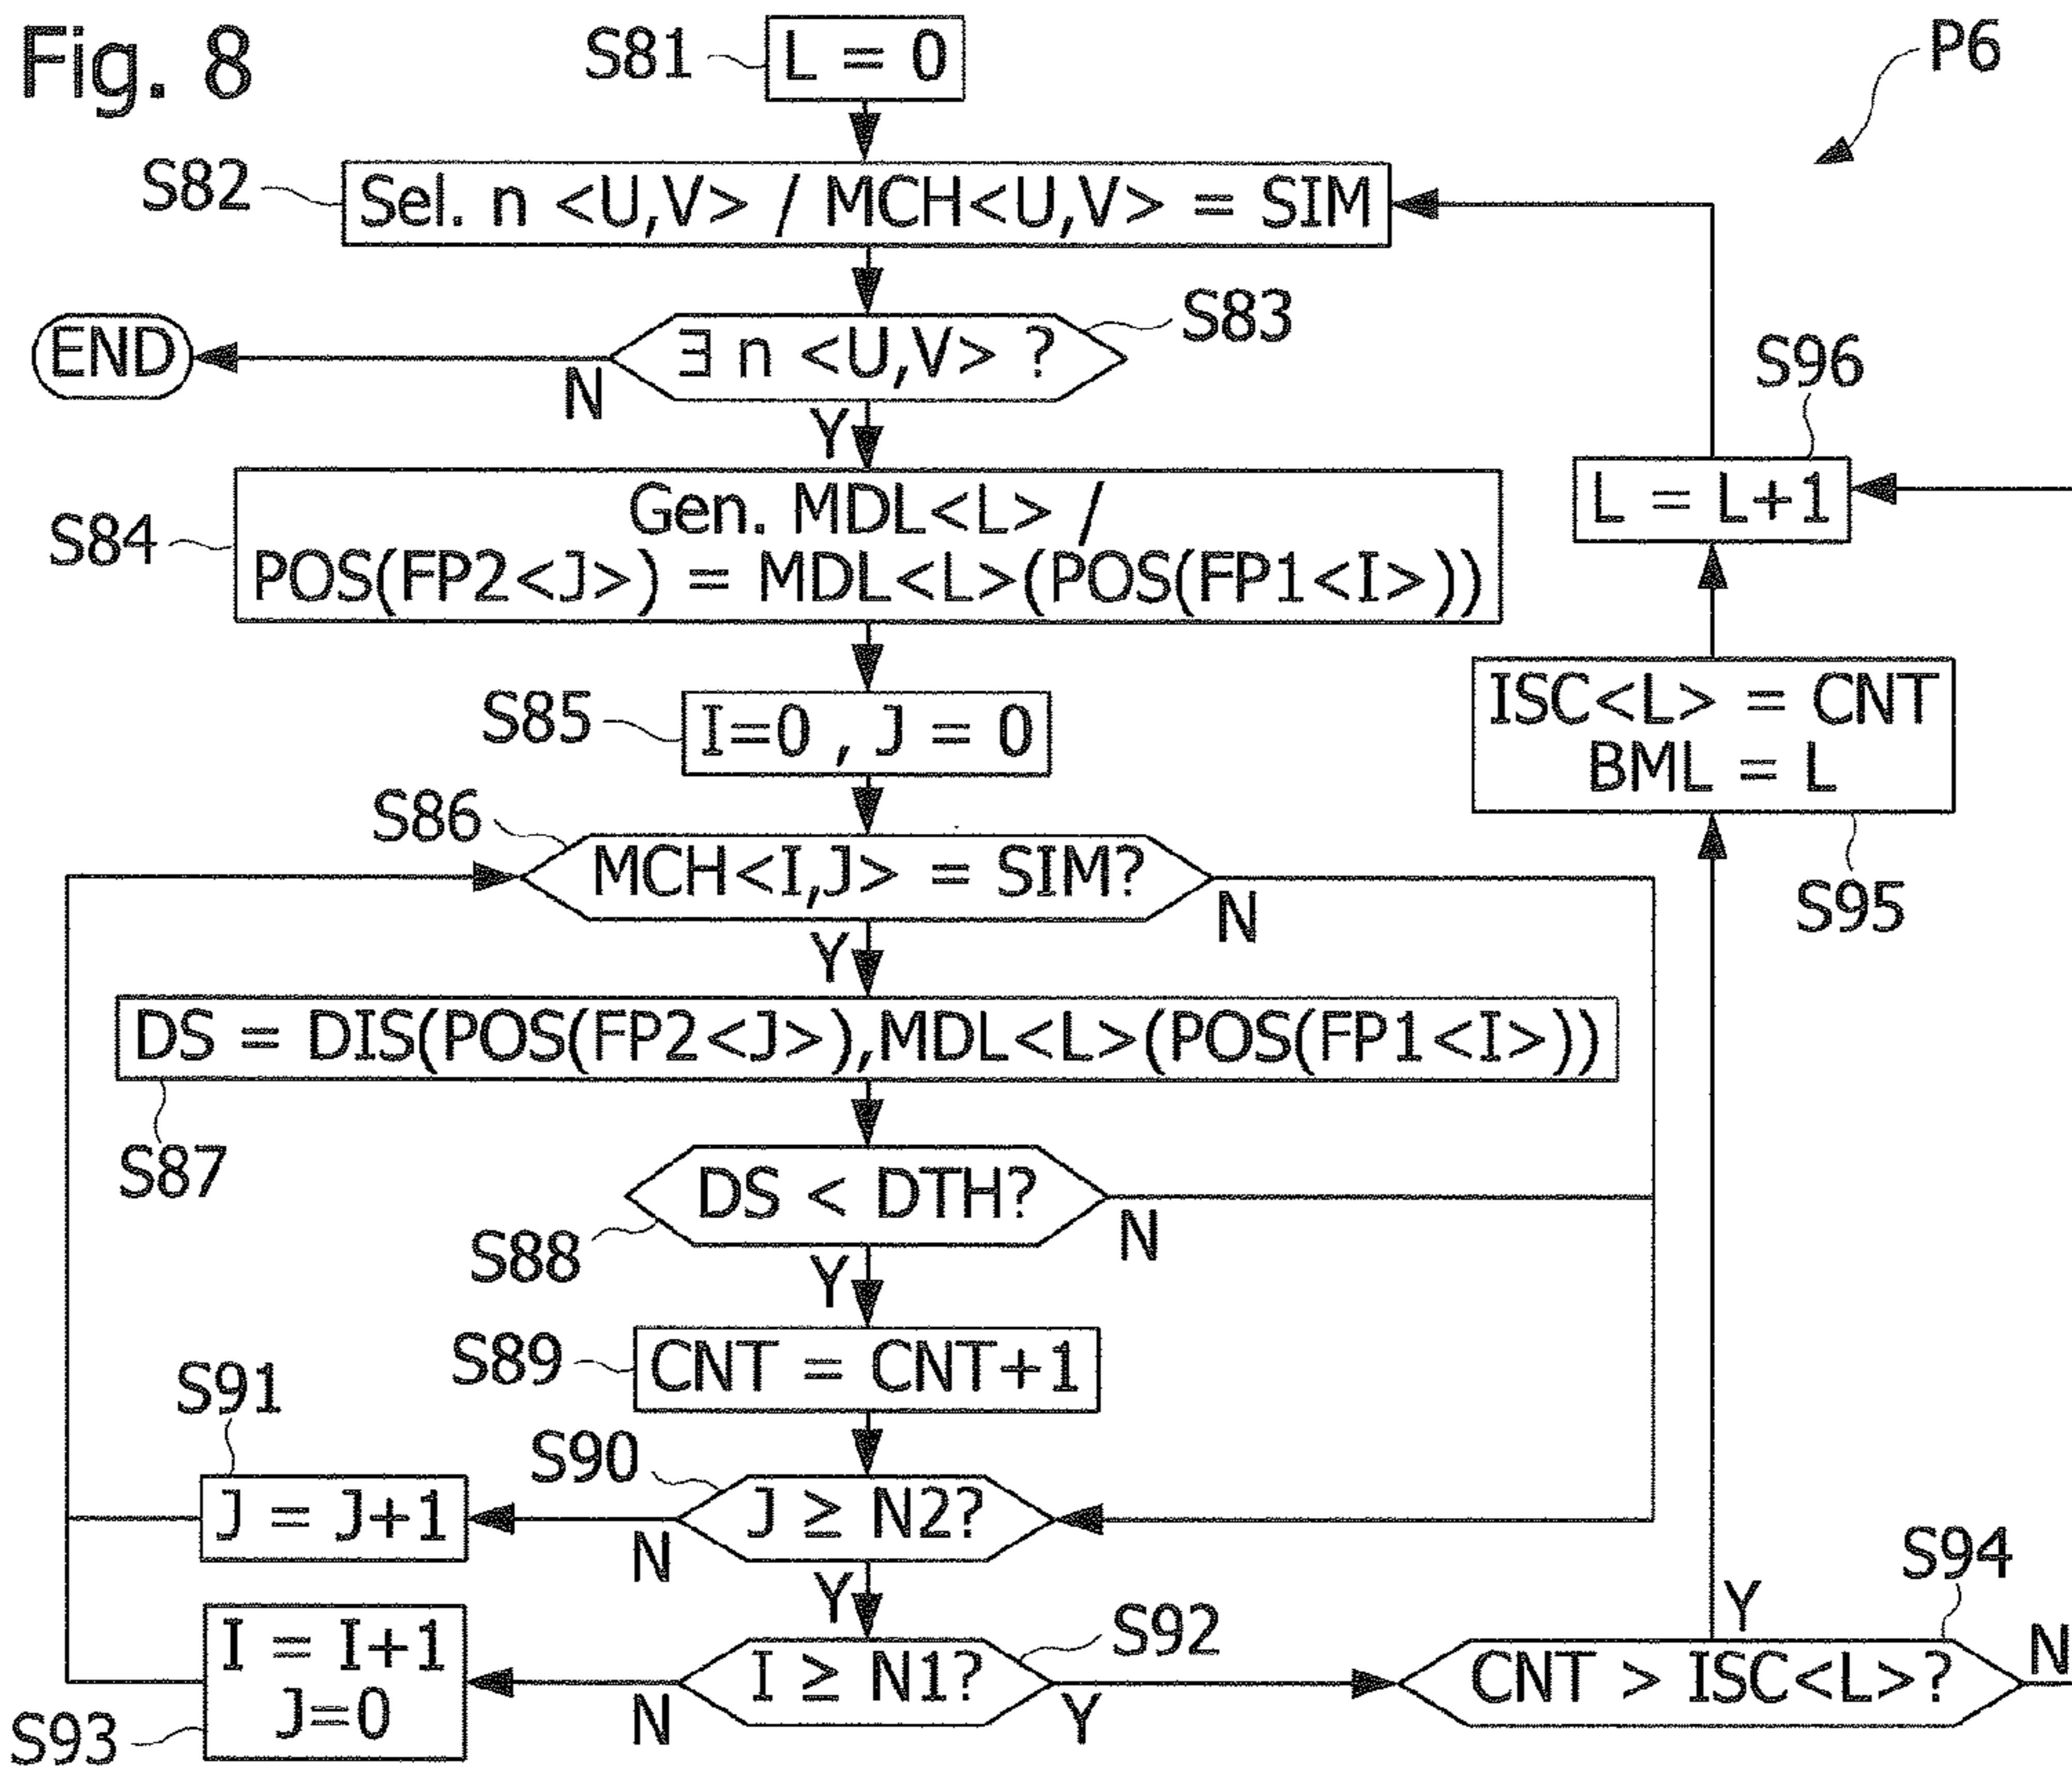 Fig. 8
P6
S81
L = 0
S82
Sel. n <U,V> / MCH<U,V> = SIM
S83
∃ n <U,V> ?
END
N
Y
S96
L = L+1
S84
Gen. MDL<L> /
POS(FP2<J>) = MDL<L>(POS(FP1<I>))
S85
I=0 , J = 0
ISC<L> = CNT
BML = L
S95
S86
MCH<I,J> = SIM?
N
Y
DS = DIS(POS(FP2<J>),MDL<L>(POS(FP1<I>))
S87
DS < DTH?
S88
N
Y
S89
CNT = CNT+1
S91
J = J+1
S90
J ≥ N2?
N
Y
S93
I = I+1
J=0
I ≥ N1?
S92
N
Y
S94
CNT > ISC<L>?
Y
N